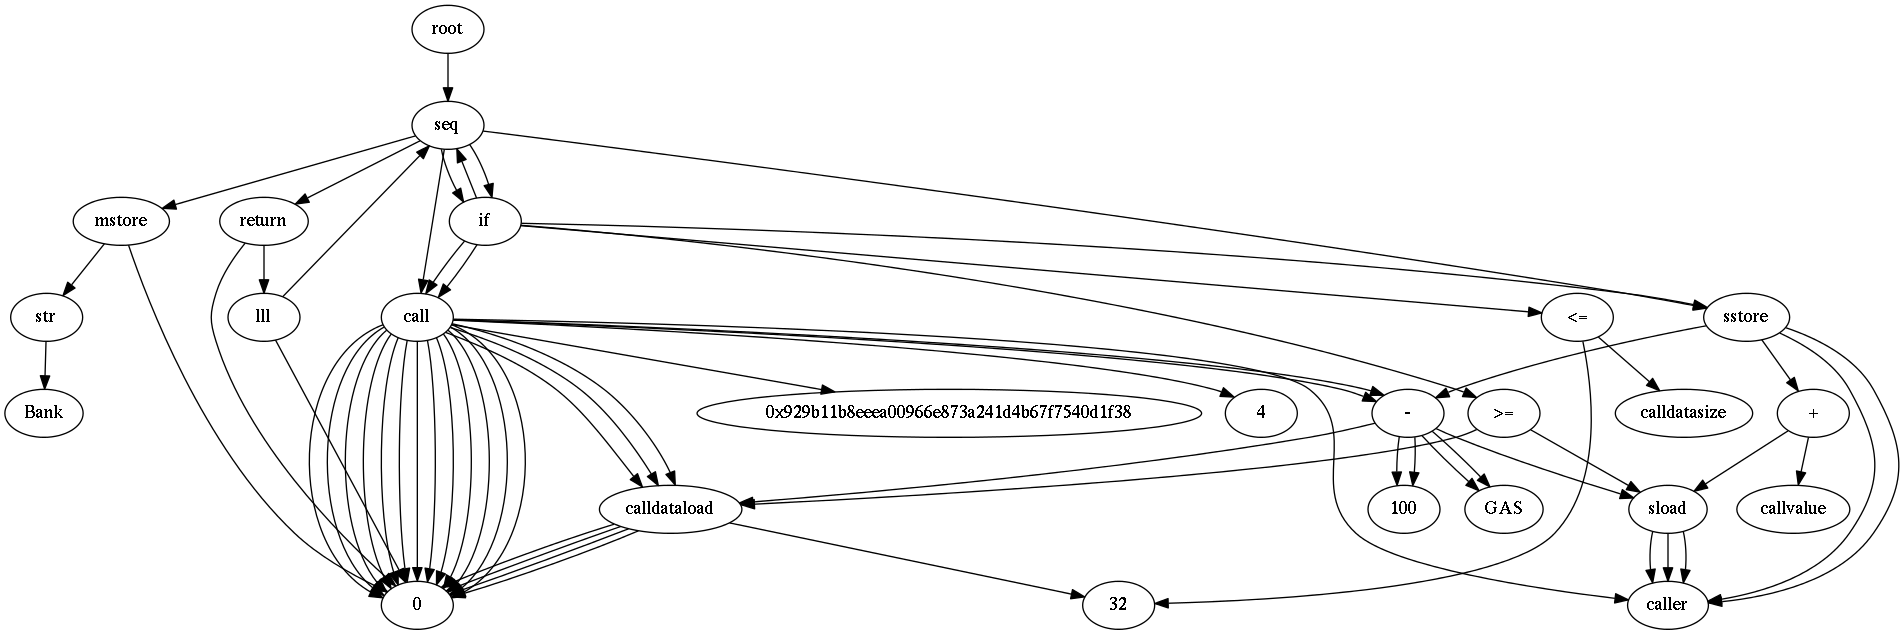 root
seq
mstore
return
if
str
lll
call
<=
sstore
Bank
0x929b11b8eeea00966e873a241d4b67f7540d1f38
4
-
>=
calldatasize
+
calldataload
100
GAS
sload
callvalue
0
32
caller